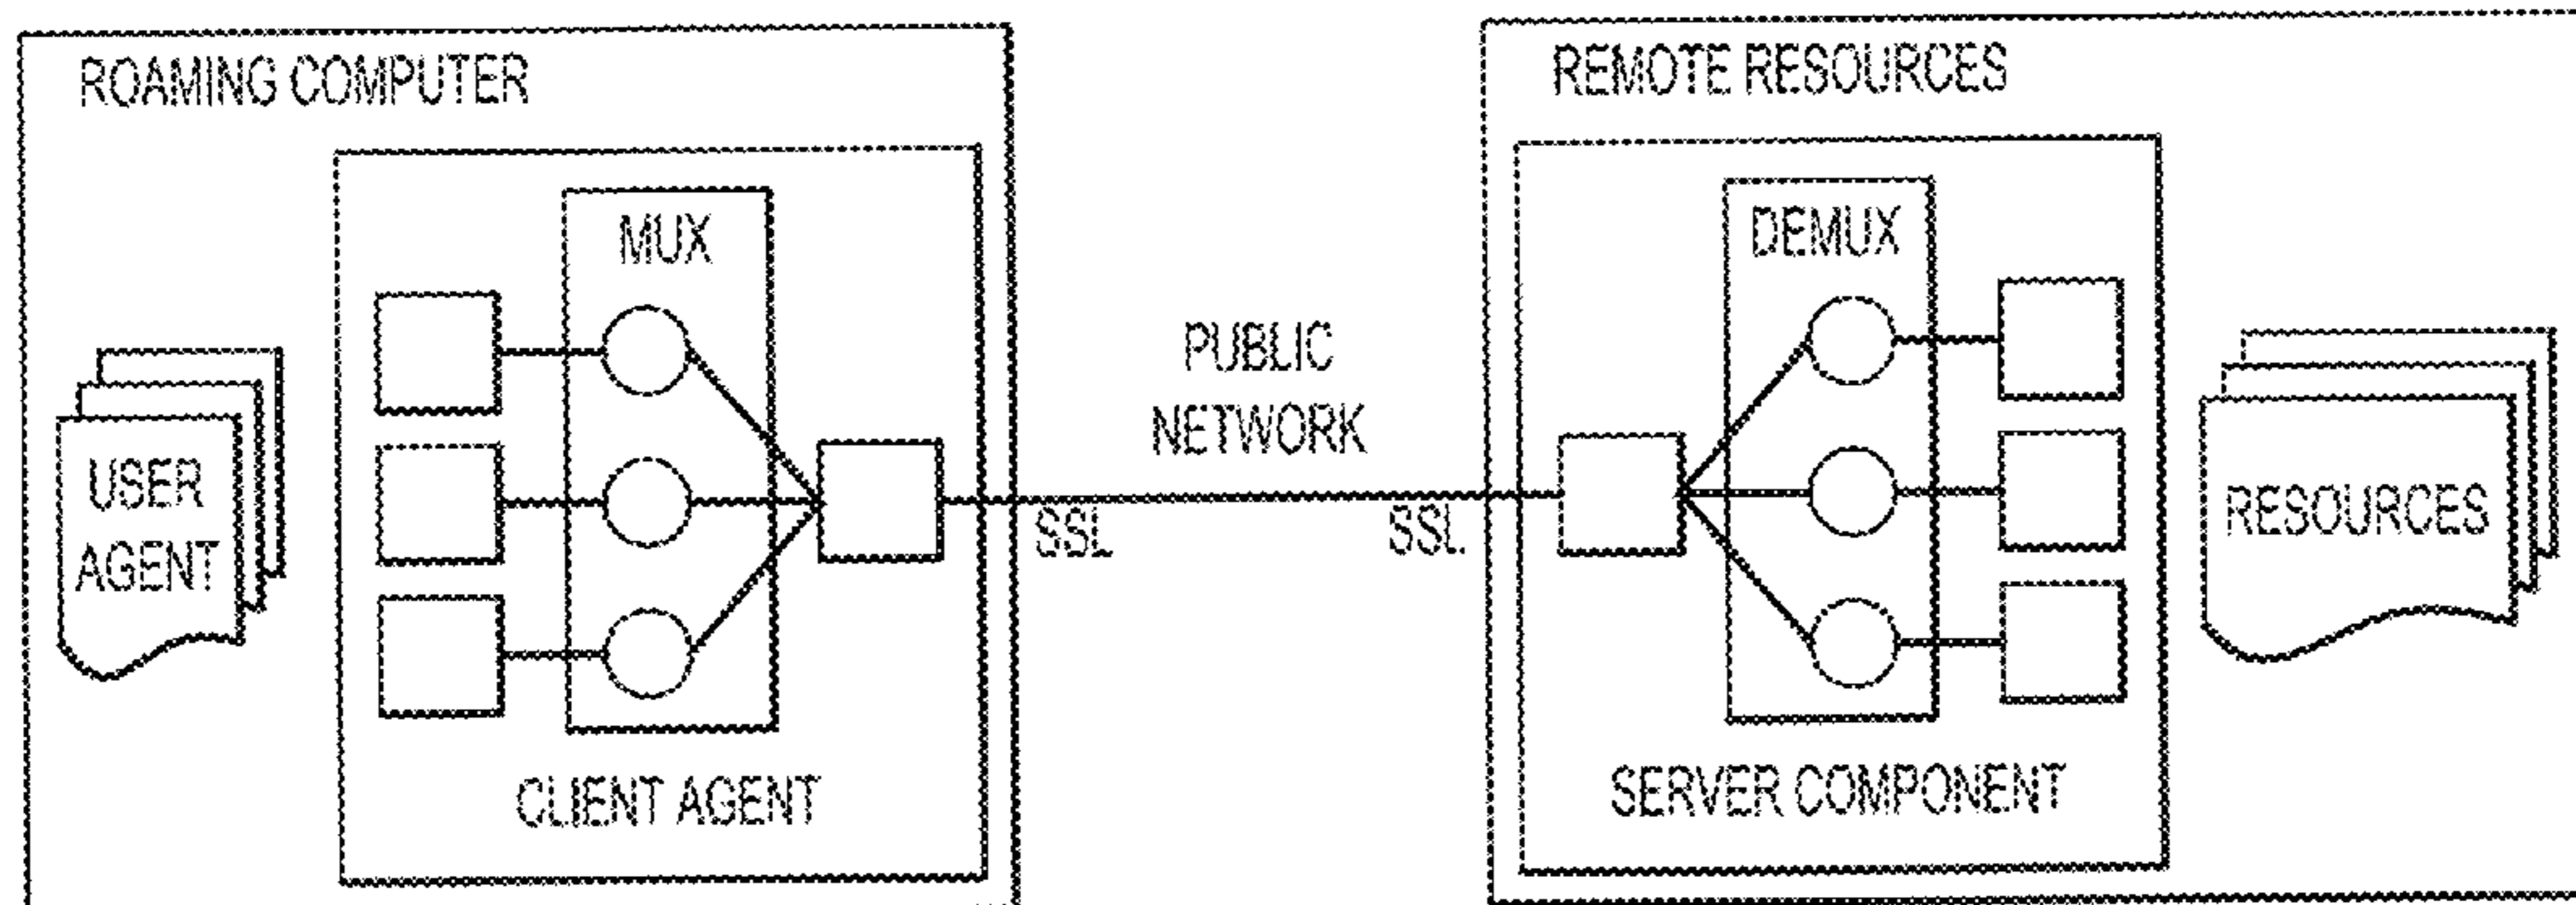 ROAMING COMPUTER
REMOTE RESOURCES
MUX
DEMUX
PUBLIC
NETWORK
USER
AGENT
SSL
SSL
RESOURCES
CLIENT AGENT
SERVER COMPONENT